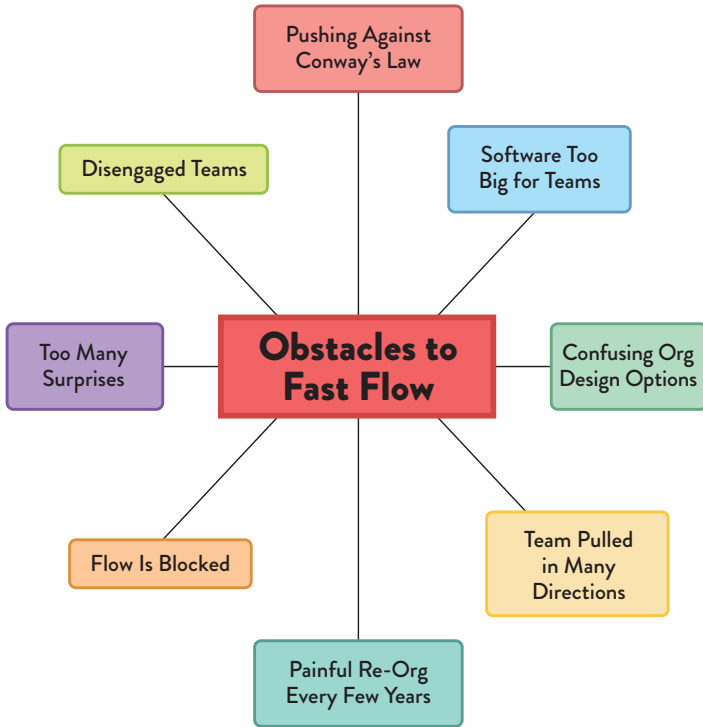 Pushing Against
Conway's Law
Disengaged Teams
Software Too
Big for Teams
Too Many
Surprises
Obstacles to
Fast Flow
Confusing Org
Design Options
Flow Is Blocked
Team Pulled
in Many
Directions
Painful Re-Org
Every Few Years